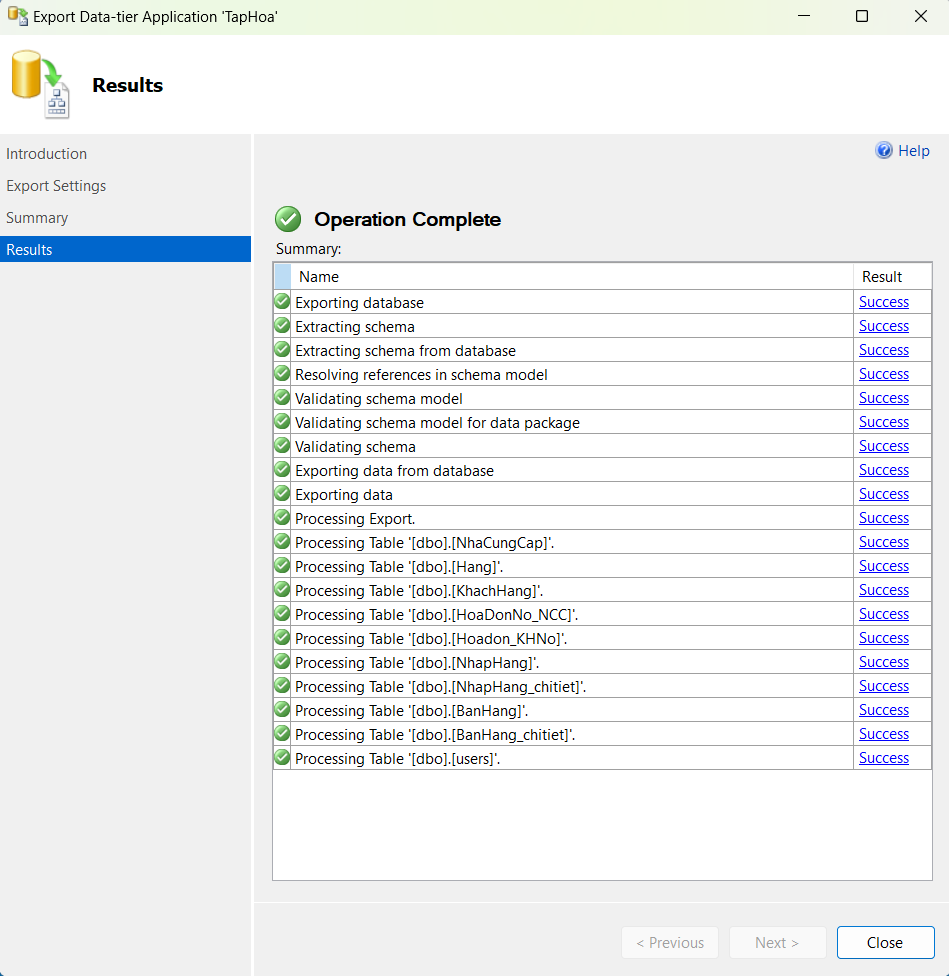 Export Data-tier Application 'TapHoa'
Results
Introduction
Export Settings
Summary
Results
Help
Operation Complete
Summary:
Name Result
Exporting database Success
Extracting schema Success
Extracting schema from database Success
Resolving references in schema model Success
Validating schema model Success
Validating schema model for data package Success
Validating schema Success
Exporting data from database Success
Exporting data Success
Processing Export. Success
Processing Table '[dbo].[NhaCungCap]'. Success
Processing Table '[dbo].[Hang]'. Success
Processing Table '[dbo].[KhachHang]'. Success
Processing Table '[dbo].[HoaDonNo_NCC]'. Success
Processing Table '[dbo].[Hoadon_KHNo]'. Success
Processing Table '[dbo].[NhapHang]'. Success
Processing Table '[dbo].[NhapHang_chitiet]'. Success
Processing Table '[dbo].[BanHang]'. Success
Processing Table '[dbo].[BanHang_chitiet]'. Success
Processing Table '[dbo].[users]'. Success
< Previous Next > Close